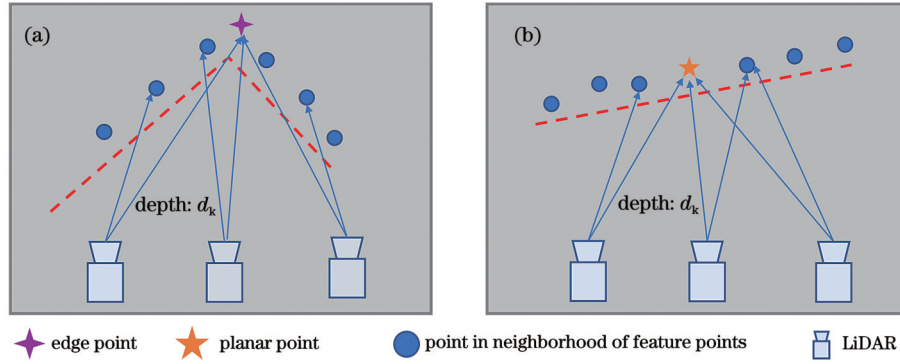 (a)
(b)
depth: dk
depth: dk
edge point
planar point
point in neighborhood of feature points
LiDAR